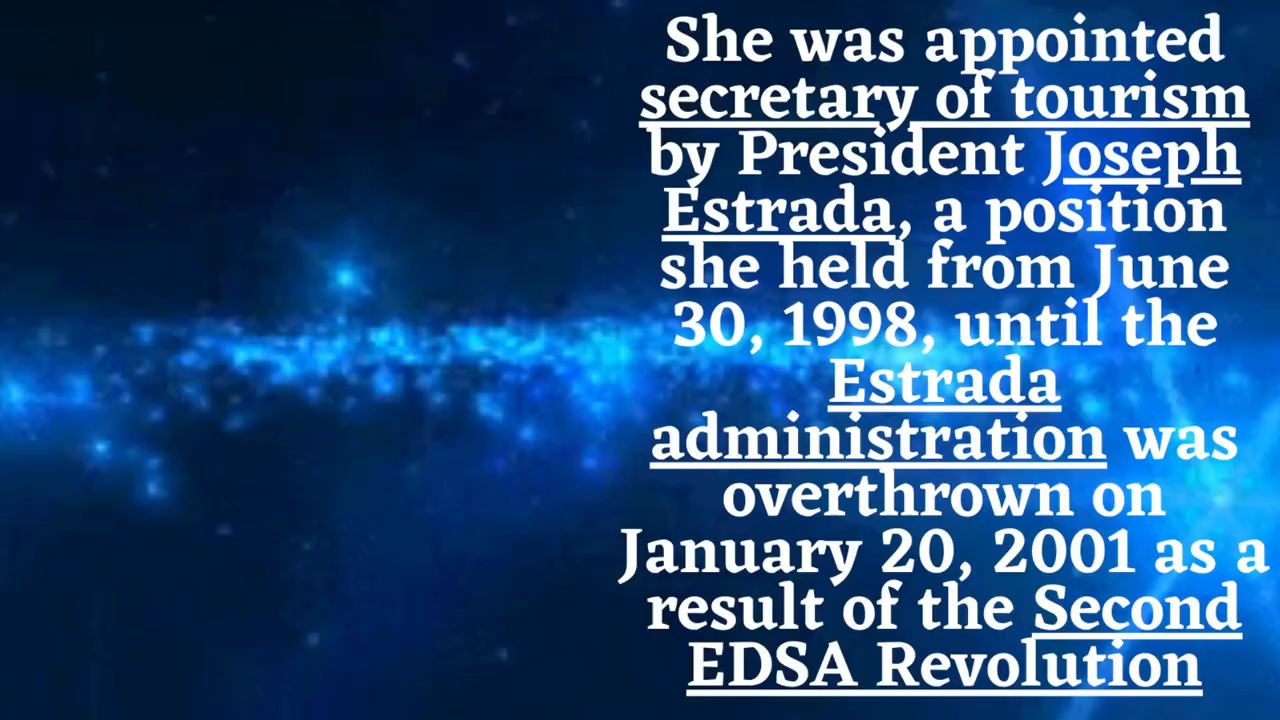 She was appointed
secretary of tourism
by President Joseph
Estrada, a position
she held from June
30, 1998, until the
Estrada
administration was
overthrown on
January 20, 2001 as a
result of the Second
EDSA Revolution